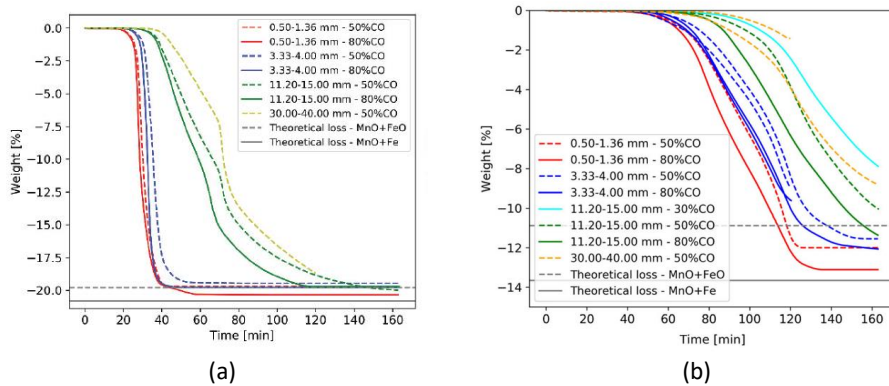 0.0
−2.5
−5.0
−7.5
−10.0
−12.5
−15.0
−17.5
−20.0
Weight [%]
0.50-1.36 mm - 50%CO
0.50-1.36 mm - 80%CO
3.33-4.00 mm - 50%CO
3.33-4.00 mm - 80%CO
11.20-15.00 mm - 50%CO
11.20-15.00 mm - 80%CO
30.00-40.00 mm - 50%CO
Theoretical loss - MnO+FeO
Theoretical loss - MnO+Fe
0 20 40 60 80 100 120 140 160
Time [min]
(a)
0
−2
−4
−6
−8
−10
−12
−14
Weight [%]
0.50-1.36 mm - 50%CO
0.50-1.36 mm - 80%CO
3.33-4.00 mm - 50%CO
3.33-4.00 mm - 80%CO
11.20-15.00 mm - 30%CO
11.20-15.00 mm - 50%CO
11.20-15.00 mm - 80%CO
30.00-40.00 mm - 50%CO
Theoretical loss - MnO+FeO
Theoretical loss - MnO+Fe
0 20 40 60 80 100 120 140 160
Time [min]
(b)